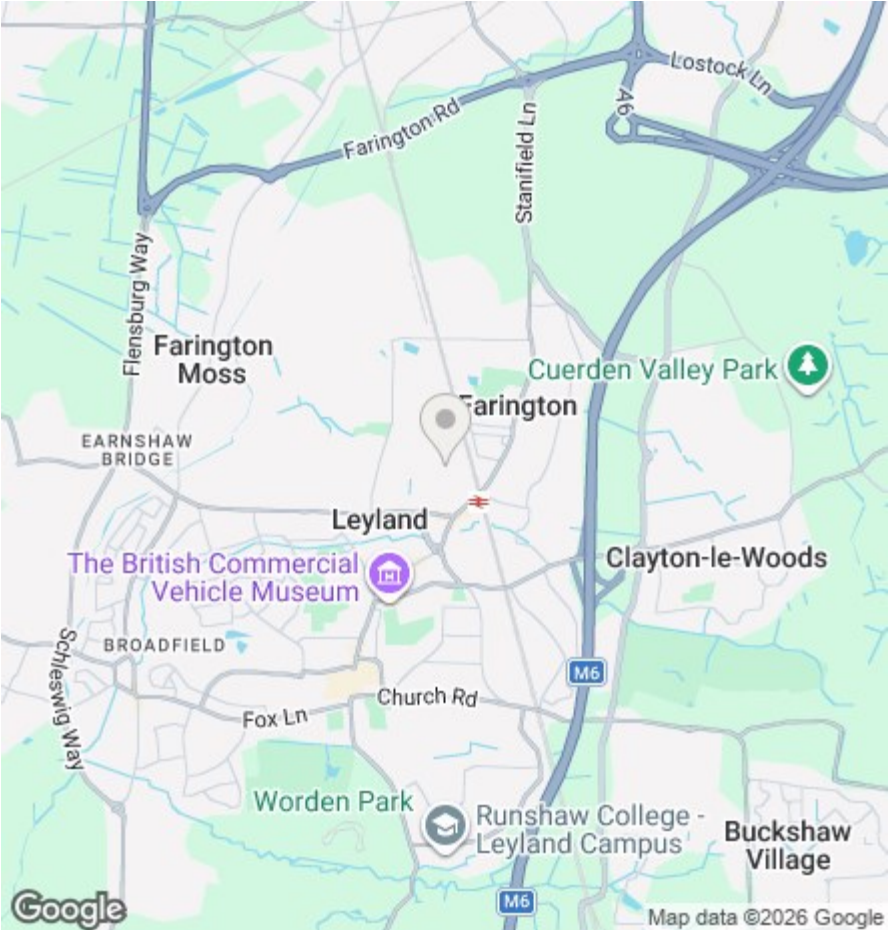 Lostock Ln
A6
Farington Rd
Stanifield Ln
Flensburg Way
Farington
Moss
Cuerden Valley Park
Farington
EARNSHAW
BRIDGE
Leyland
The British Commercial
Vehicle Museum
Clayton-le-Woods
BROADFIELD
Schleswig Way
M6
Church Rd
Fox Ln
Worden Park
Runshaw College -
Leyland Campus
Buckshaw
Village
M6
Google
Map data ©2026 Google